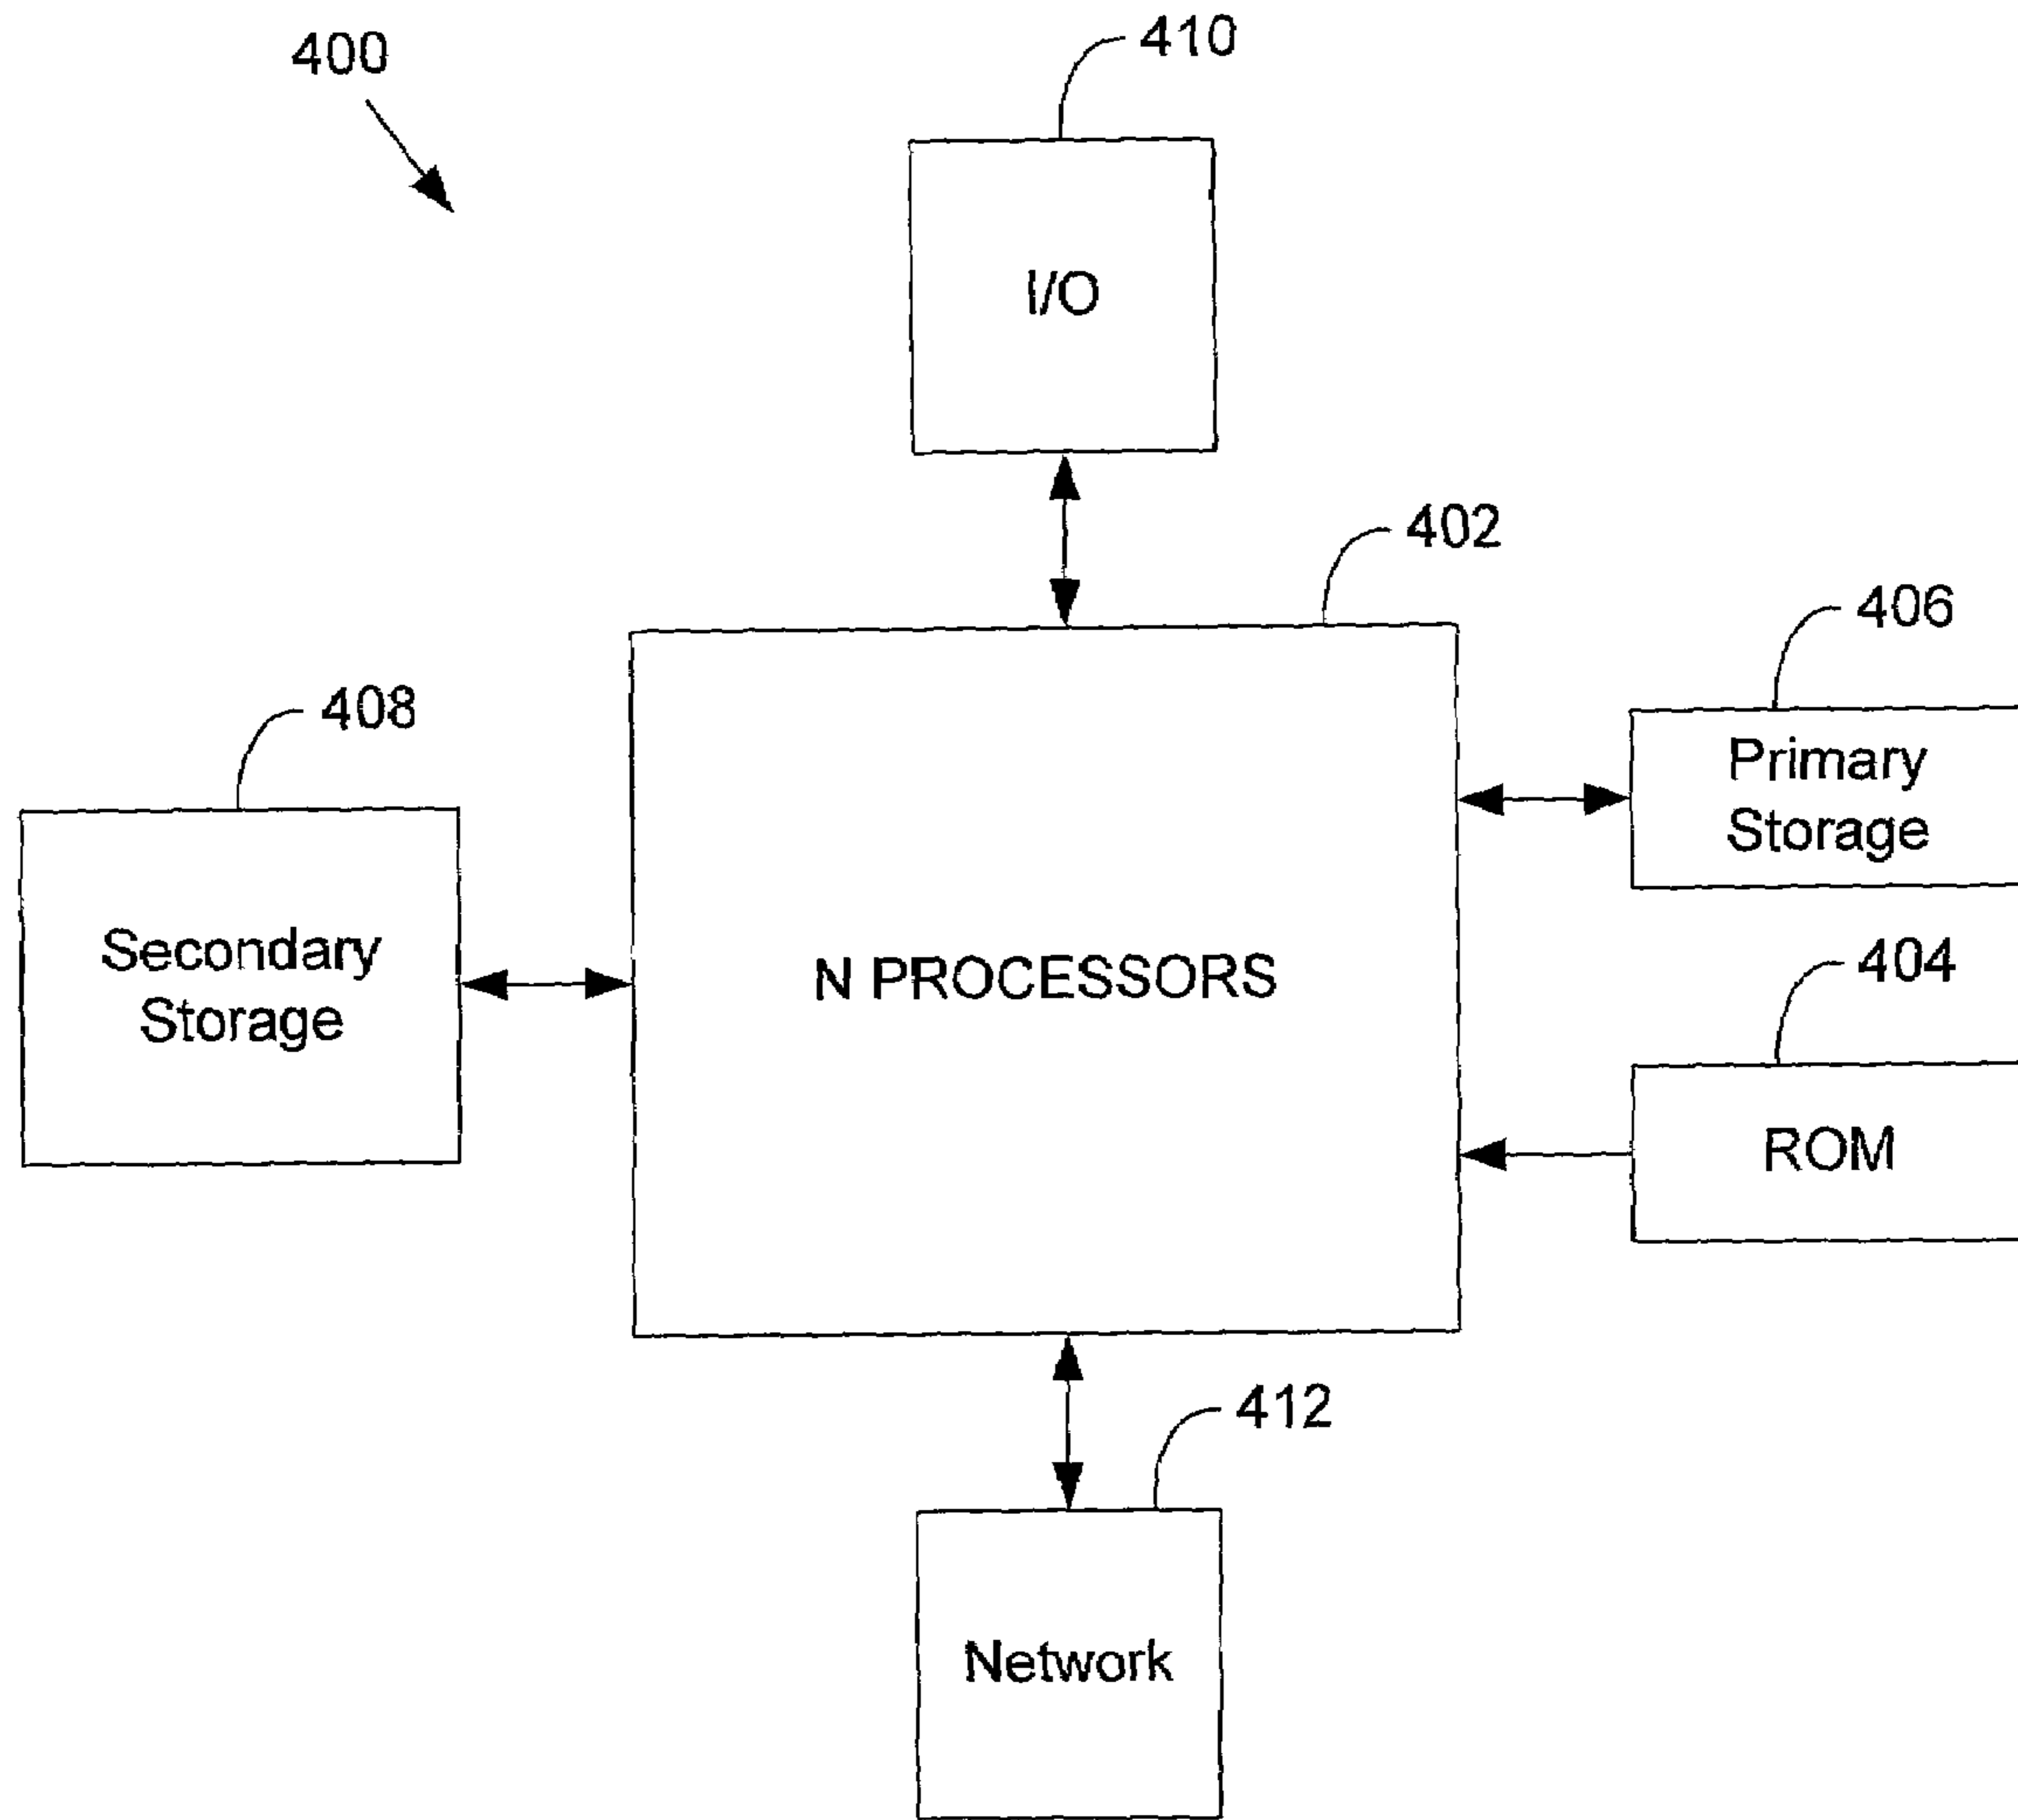 400
410
I/O
402
406
408
Primary
Storage
Secondary
Storage
N PROCESSORS
404
ROM
412
Network